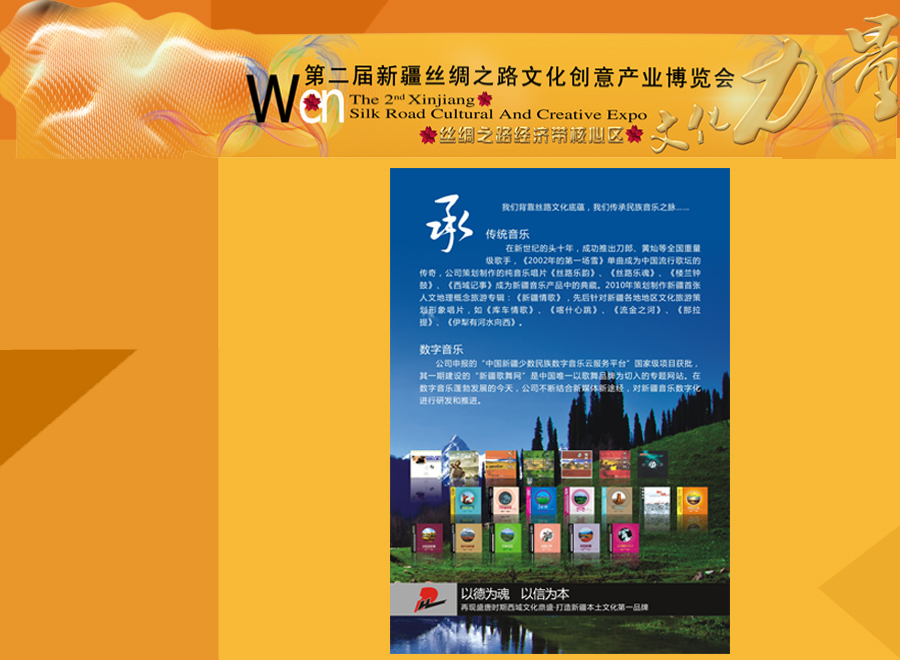 第二届新疆丝绸之路文化创意产业博览会
Wcn
The 2nd Xinjiang
Silk Road Cultural And Creative Expo
丝绸之路经济带核心区
文化力量
承
我们背靠丝路文化底蕴，我们传承民族音乐之脉……
传统音乐
在新世纪的头十年，成功推出刀郎、黄灿等全国重量
级歌手，《2002年的第一场雪》单曲成为中国流行歌坛的
传奇，公司策划制作的纯音乐唱片《丝路乐韵》、《丝路乐魂》、《楼兰钟
鼓》、《西域记事》成为新疆音乐产品中的典藏。2010年策划制作新疆首张
人文地理概念旅游专辑：《新疆情歌》，先后针对新疆各地地区文化旅游策
划形象唱片，如《库车情歌》、《喀什心跳》、《流金之河》、《那拉
提》、《伊犁有河水向西》。
数字音乐
公司申报的“中国新疆少数民族数字音乐云服务平台”国家级项目获批，
其一期建设的“新疆歌舞网”是中国唯一以歌舞品牌为切入的专题网站。在
数字音乐蓬勃发展的今天，公司不断结合新媒体新途经，对新疆音乐数字化
进行研发和推进。
以德为魂 以信为本
再现盛唐时期西域文化鼎盛·打造新疆本土文化第一品牌